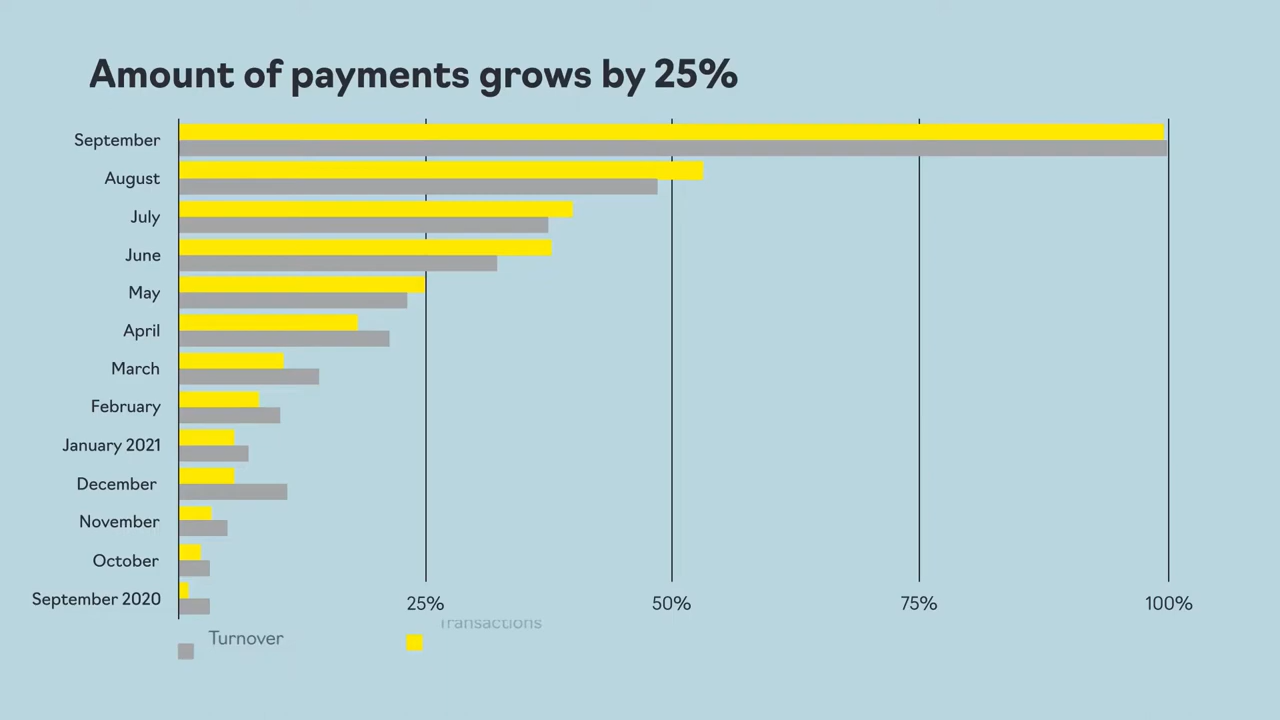 Amount of payments grows by 25%
September
August
July
June
May
April
March
February
January 2021
December
November
October
September 2020
25% 50% 75% 100%
Turnover Transactions